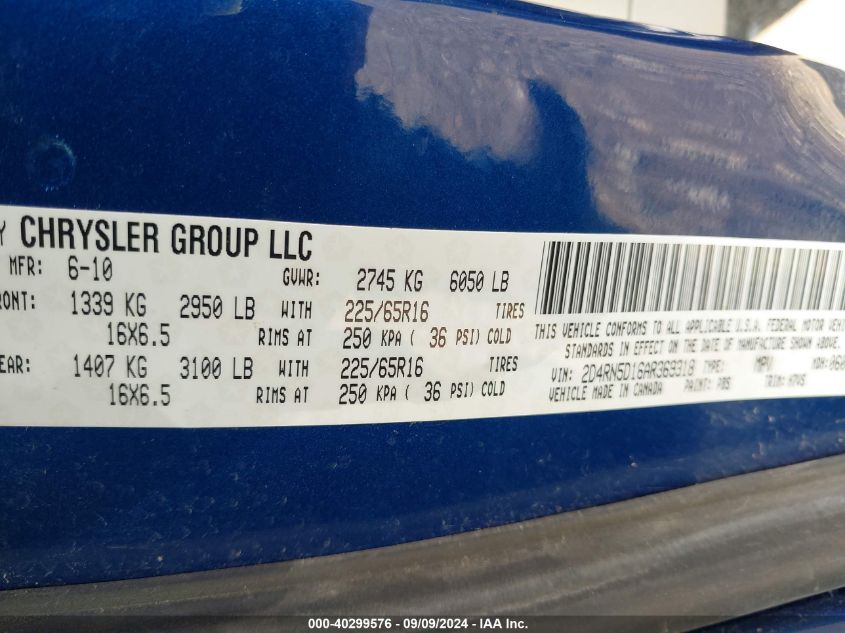 Y CHRYSLER GROUP LLC
MFR: 6-10 GVWR: 2745 KG 6050 LB
RONT: 1339 KG 2950 LB WITH 225/65R16 TIRES
16X6.5 RIMS AT 250 KPA ( 36 PSI) COLD
EAR: 1407 KG 3100 LB WITH 225/65R16 TIRES
16X6.5 RIMS AT 250 KPA ( 36 PSI) COLD
THIS VEHICLE CONFORMS TO ALL APPLICABLE U.S.A. FEDERAL MOTOR VEHI
STANDARDS IN EFFECT ON THE DATE OF MANUFACTURE SHOWN ABOVE.
VIN: 2D4RN5D16AR369318 TYPE: MPV MDH: 060
VEHICLE MADE IN CANADA PAINT: PBS TRIM:
000-40299576 - 09/09/2024 - IAA Inc.